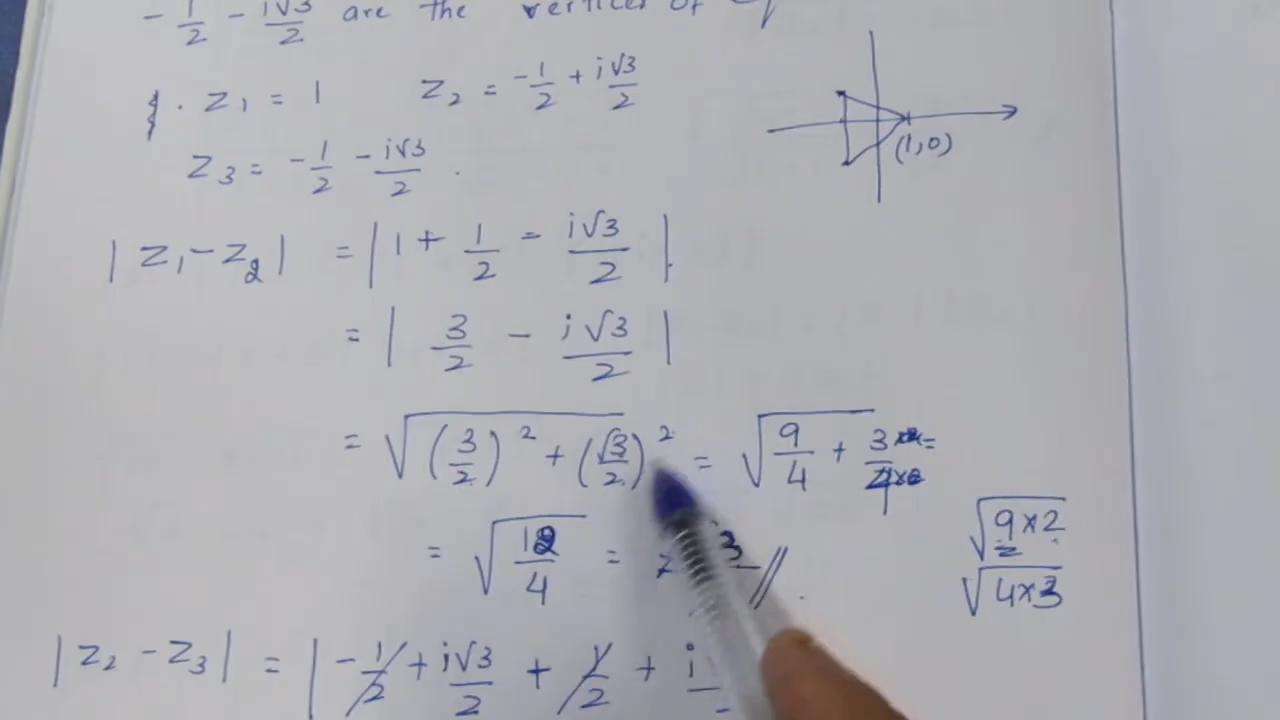 -1/2 - i√3/2 are the vertices of
z1 = 1 z2 = -1/2 + i√3/2
z3 = -1/2 - i√3/2 .
(1,0)
|z1 - z2| = |1 + 1/2 - i√3/2|
= |3/2 - i√3/2|
= √(3/2)² + (√3/2)² = √9/4 + 3/4 =
= √12/4 =
√9×2
√4×3
|z2 - z3| = |-1/2 + i√3/2 + 1/2 + i